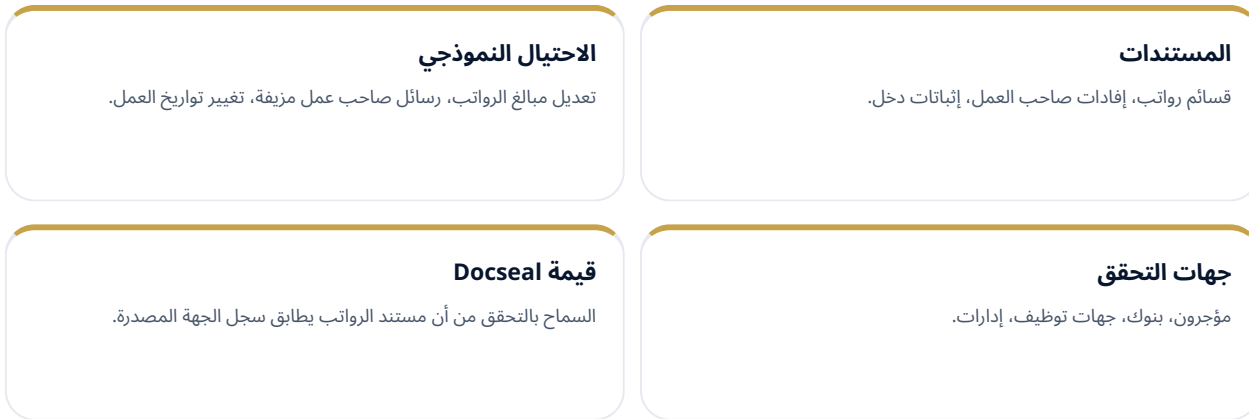 المستندات
قسائم رواتب، إفادات صاحب العمل، إثباتات دخل.
الاحتيال النموذجي
تعديل مبالغ الرواتب، رسائل صاحب عمل مزيفة، تغيير تواريخ العمل.
جهات التحقق
مؤجرون، بنوك، جهات توظيف، إدارات.
قيمة Docseal
السماح بالتحقق من أن مستند الرواتب يطابق سجل الجهة المصدرة.